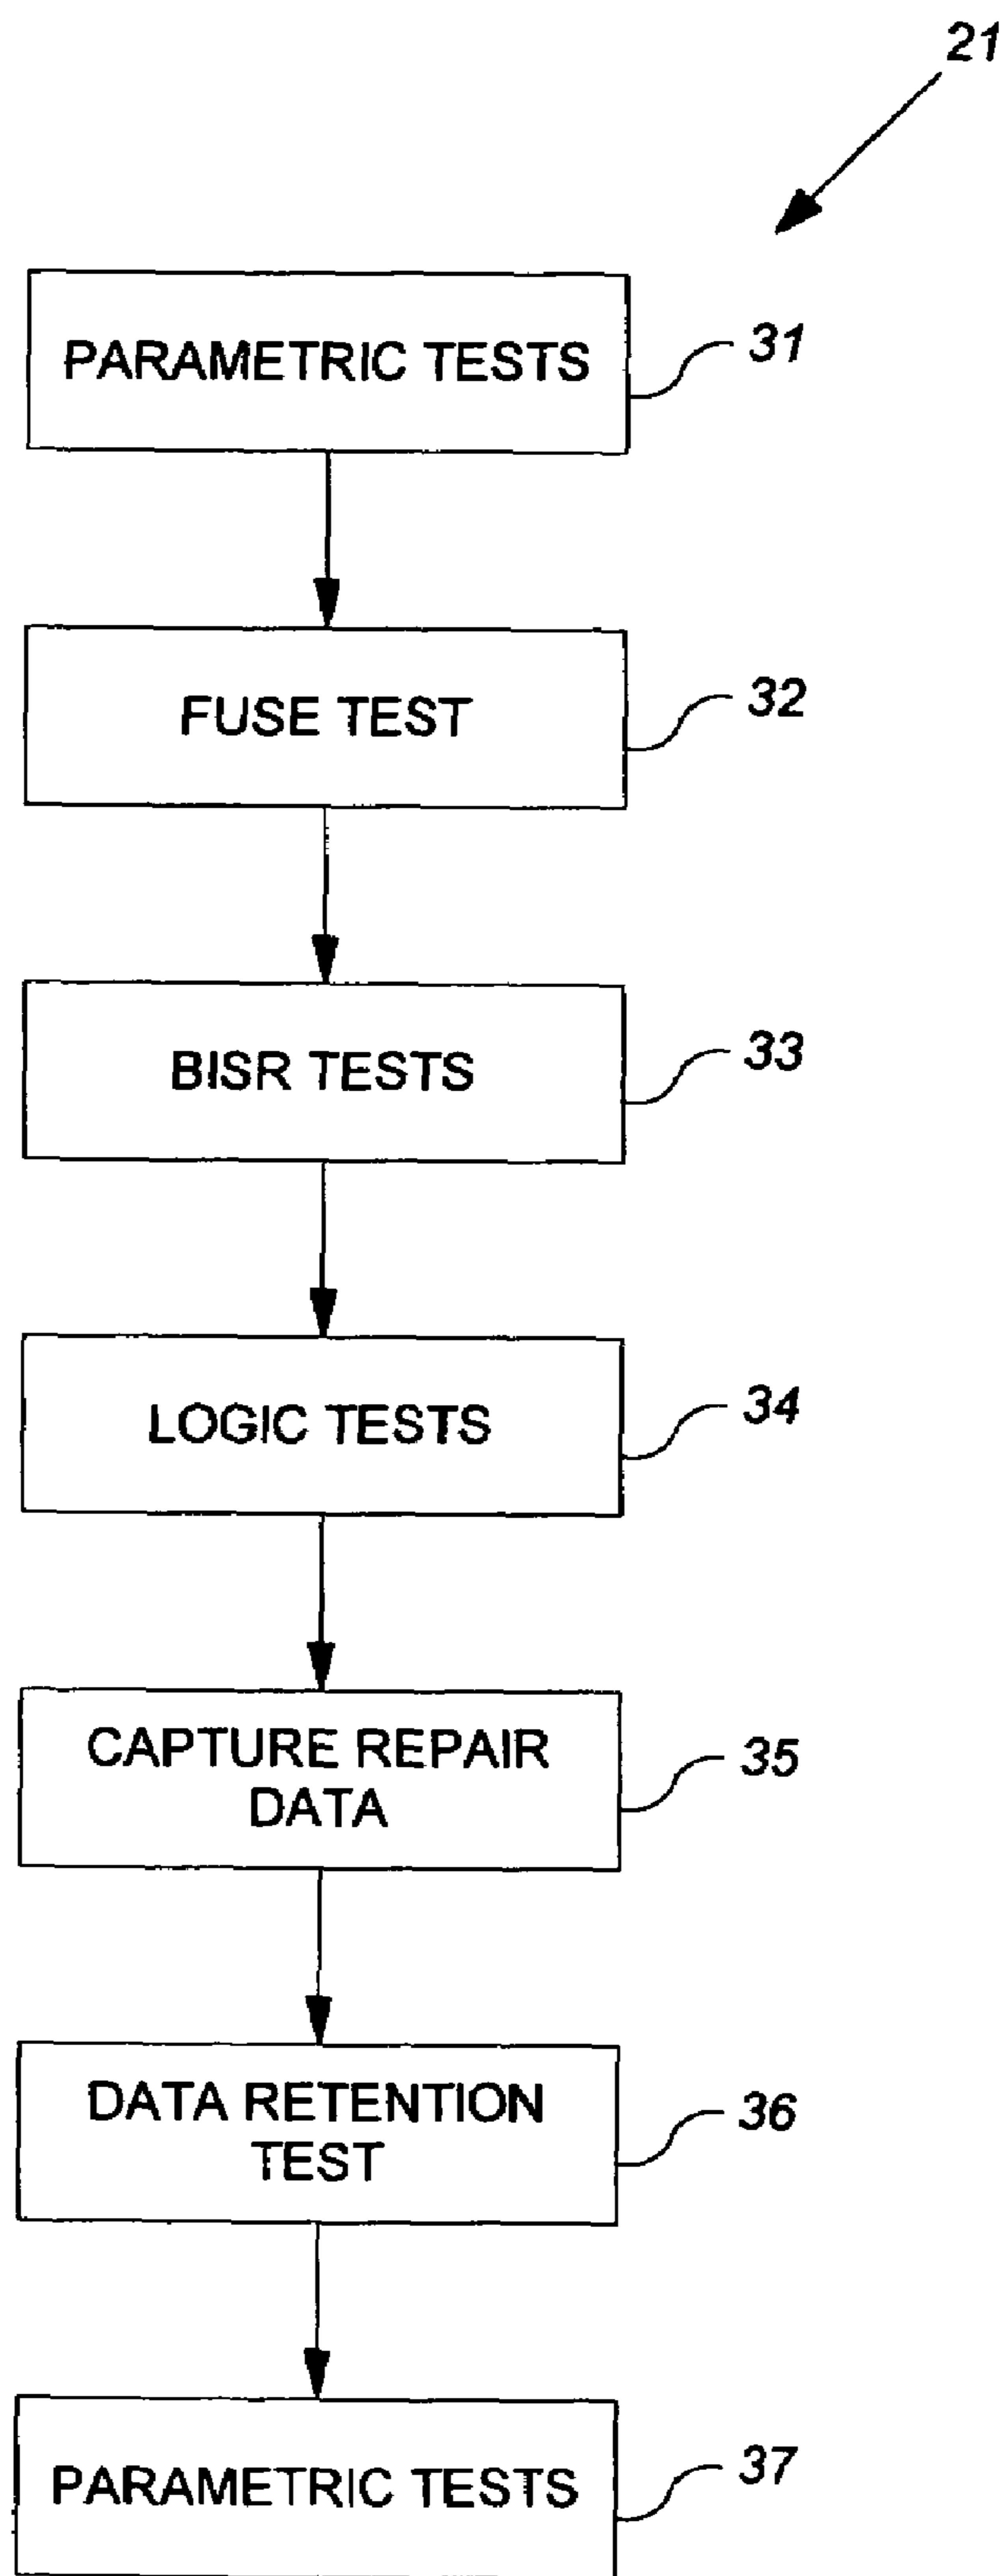 21
PARAMETRIC TESTS
31
FUSE TEST
32
BISR TESTS
33
LOGIC TESTS
34
CAPTURE REPAIR
DATA
35
DATA RETENTION
TEST
36
PARAMETRIC TESTS
37